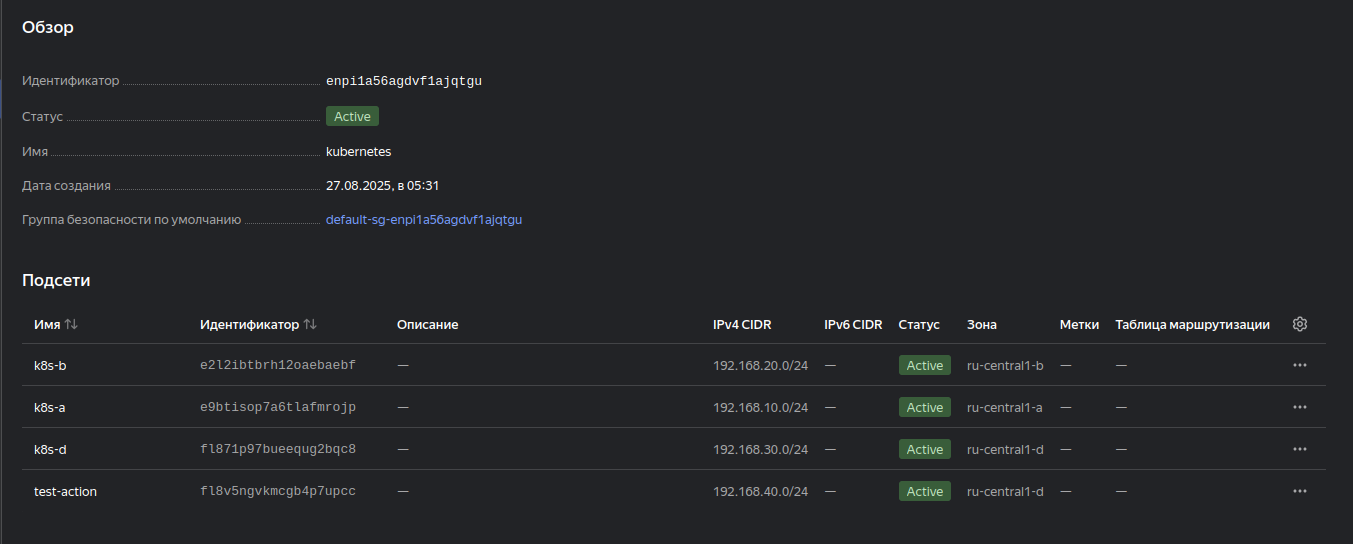 Обзор
Идентификатор enpi1a56agdvf1ajqtgu
Статус Active
Имя kubernetes
Дата создания 27.08.2025, в 05:31
Группа безопасности по умолчанию default-sg-enpi1a56agdvf1ajqtgu
Подсети
Имя Идентификатор Описание IPv4 CIDR IPv6 CIDR Статус Зона Метки Таблица маршрутизации
k8s-b e2l2ibtbrh12oaebaebf — 192.168.20.0/24 — Active ru-central1-b — —
k8s-a e9btisop7a6tlafmrojp — 192.168.10.0/24 — Active ru-central1-a — —
k8s-d fl871p97bueequg2bqc8 — 192.168.30.0/24 — Active ru-central1-d — —
test-action fl8v5ngvkmcgb4p7upcc — 192.168.40.0/24 — Active ru-central1-d — —